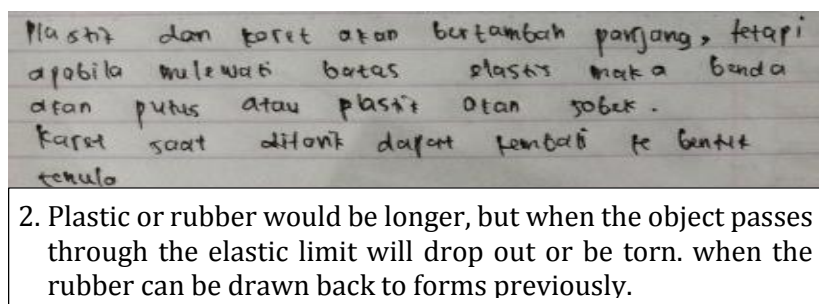 Plastik dan karet akan bertambah panjang, tetapi
apabila melewati batas elastis maka benda
akan putus atau plastik akan sobek.
Karet saat ditarik dapat kembali ke bentuk
semula
2. Plastic or rubber would be longer, but when the object passes
through the elastic limit will drop out or be torn. when the
rubber can be drawn back to forms previously.